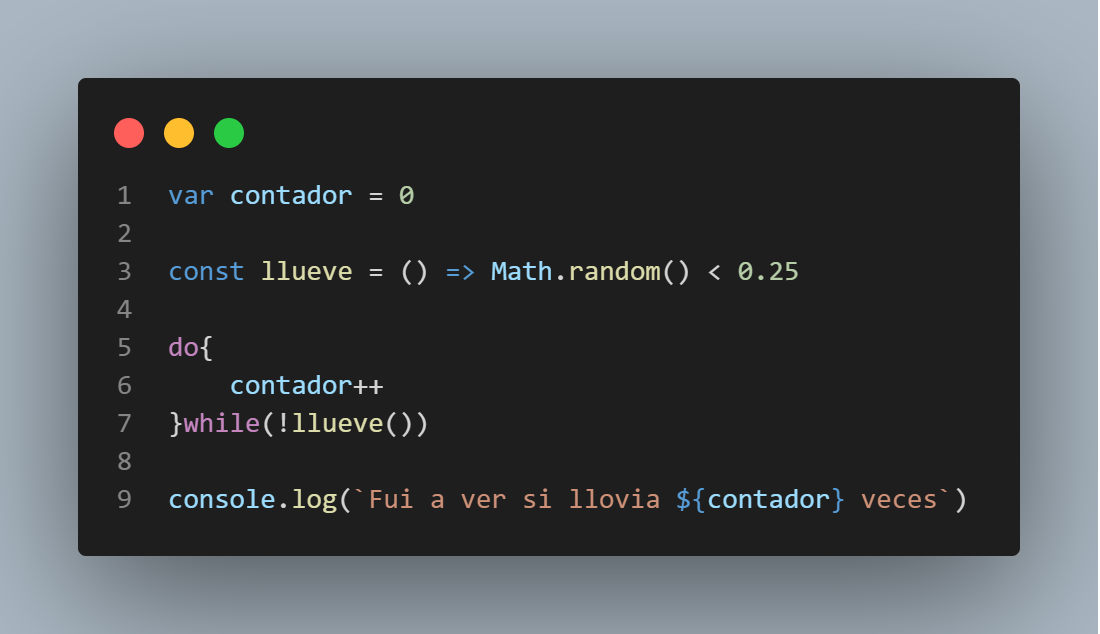 1 var contador = 0
2
3 const llueve = () => Math.random() < 0.25
4
5 do{
6     contador++
7 }while(!llueve())
8
9 console.log(`Fui a ver si llovia ${contador} veces`)